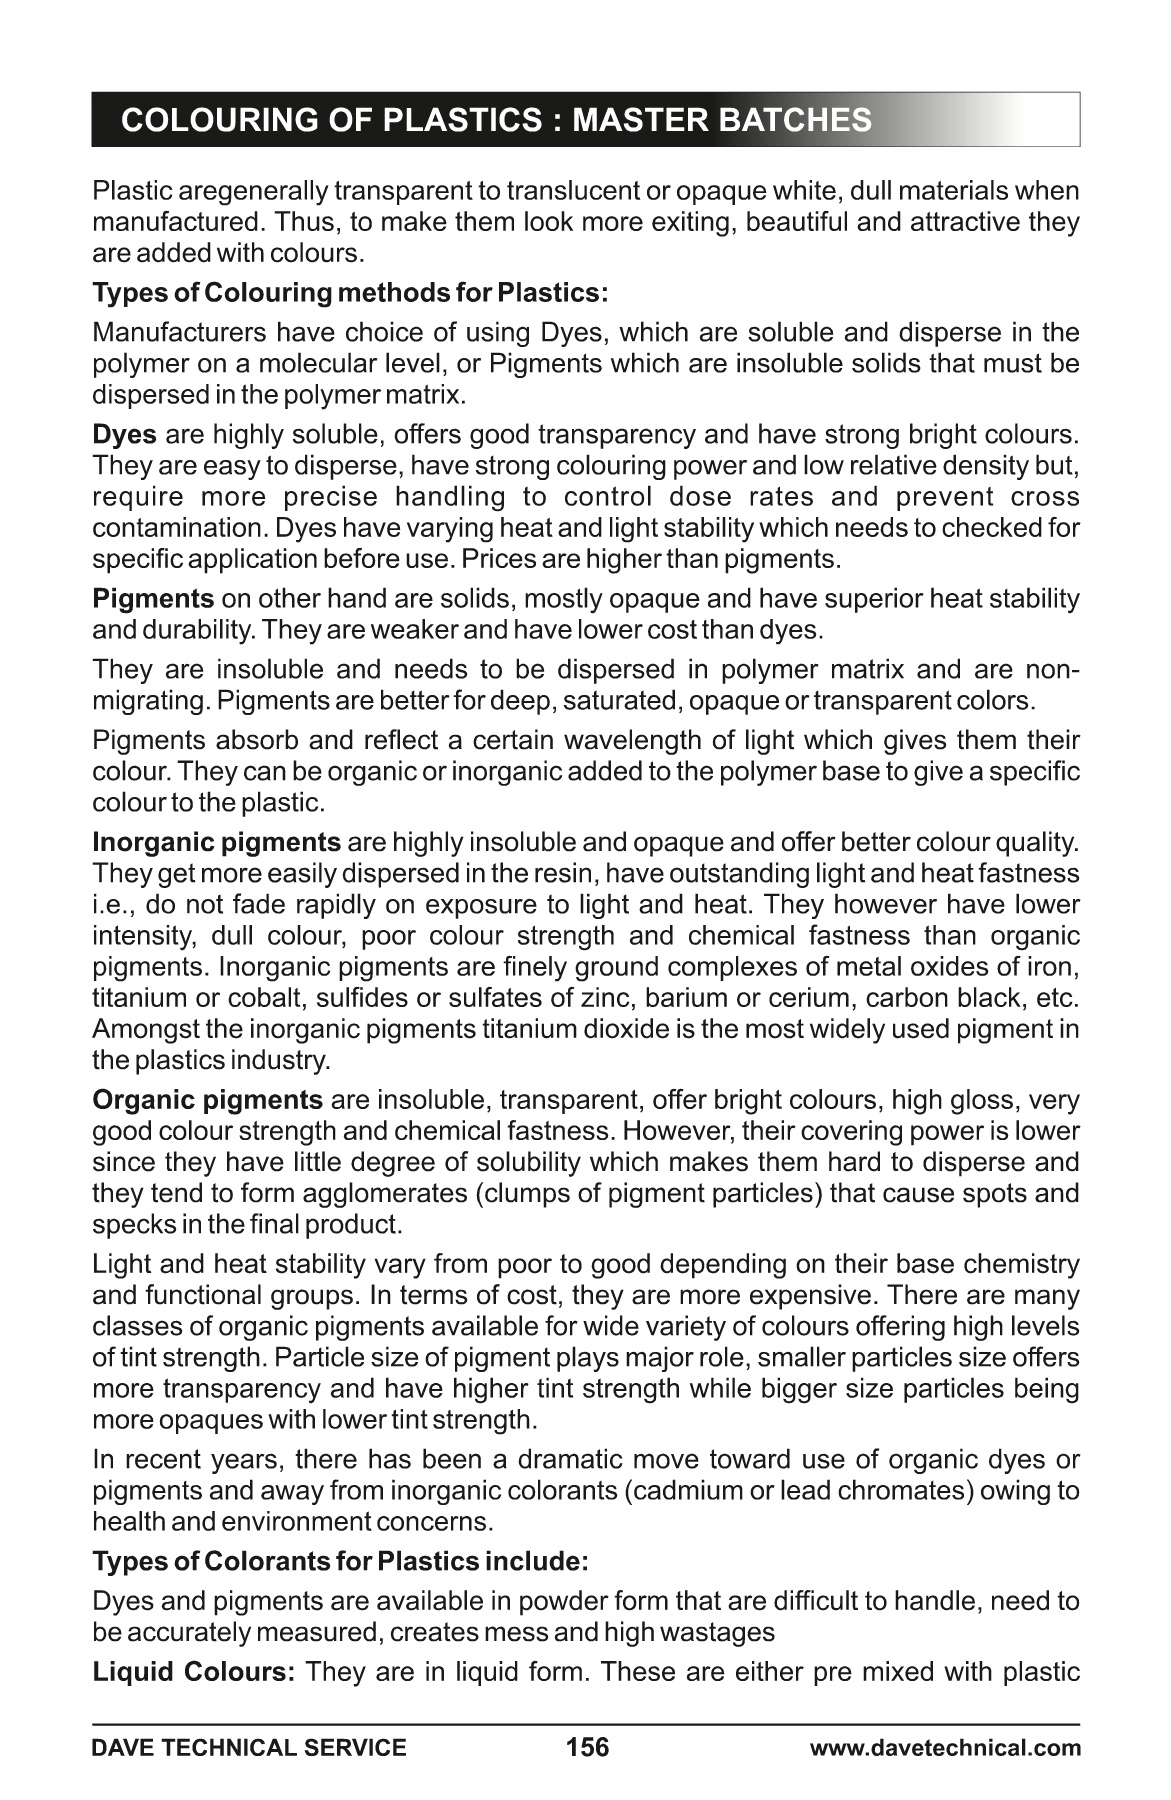 COLOURING OF PLASTICS : MASTER BATCHES
Plastic aregenerally transparent to translucent or opaque white, dull materials when
manufactured. Thus, to make them look more exiting, beautiful and attractive they
are added with colours.
Types of Colouring methods for Plastics:
Manufacturers have choice of using Dyes, which are soluble and disperse in the
polymer on a molecular level, or Pigments which are insoluble solids that must be
dispersed in the polymer matrix.
Dyes are highly soluble, offers good transparency and have strong bright colours.
They are easy to disperse, have strong colouring power and low relative density but,
require more precise handling to control dose rates and prevent cross
contamination. Dyes have varying heat and light stability which needs to checked for
specific application before use. Prices are higher than pigments.
Pigments on other hand are solids, mostly opaque and have superior heat stability
and durability. They are weaker and have lower cost than dyes.
They are insoluble and needs to be dispersed in polymer matrix and are non-
migrating. Pigments are better for deep, saturated, opaque or transparent colors.
Pigments absorb and reflect a certain wavelength of light which gives them their
colour. They can be organic or inorganic added to the polymer base to give a specific
colour to the plastic.
Inorganic pigments are highly insoluble and opaque and offer better colour quality.
They get more easily dispersed in the resin, have outstanding light and heat fastness
i.e., do not fade rapidly on exposure to light and heat. They however have lower
intensity, dull colour, poor colour strength and chemical fastness than organic
pigments. Inorganic pigments are finely ground complexes of metal oxides of iron,
titanium or cobalt, sulfides or sulfates of zinc, barium or cerium, carbon black, etc.
Amongst the inorganic pigments titanium dioxide is the most widely used pigment in
the plastics industry.
Organic pigments are insoluble, transparent, offer bright colours, high gloss, very
good colour strength and chemical fastness. However, their covering power is lower
since they have little degree of solubility which makes them hard to disperse and
they tend to form agglomerates (clumps of pigment particles) that cause spots and
specks in the final product.
Light and heat stability vary from poor to good depending on their base chemistry
and functional groups. In terms of cost, they are more expensive. There are many
classes of organic pigments available for wide variety of colours offering high levels
of tint strength. Particle size of pigment plays major role, smaller particles size offers
more transparency and have higher tint strength while bigger size particles being
more opaques with lower tint strength.
In recent years, there has been a dramatic move toward use of organic dyes or
pigments and away from inorganic colorants (cadmium or lead chromates) owing to
health and environment concerns.
Types of Colorants for Plastics include:
Dyes and pigments are available in powder form that are difficult to handle, need to
be accurately measured, creates mess and high wastages
Liquid Colours: They are in liquid form. These are either pre mixed with plastic
DAVE TECHNICAL SERVICE 156 www.davetechnical.com